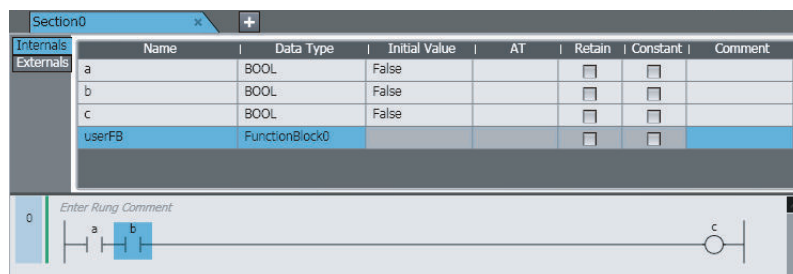 Section0 × +
Internals
Externals
Name Data Type Initial Value AT Retain Constant Comment
a BOOL False
b BOOL False
c BOOL False
userFB FunctionBlock0
0 Enter Rung Comment
a b c